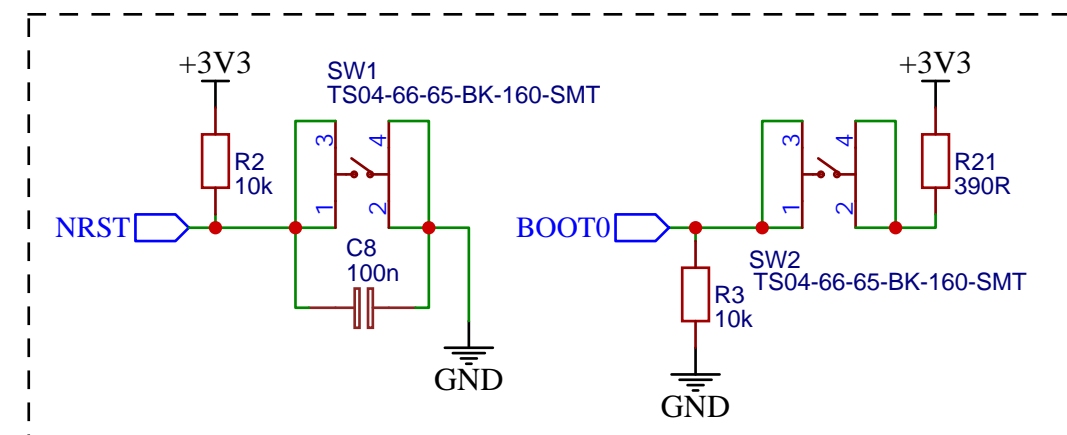 +3V3
SW1
TS04-66-65-BK-160-SMT
3
4
1
2
R2
10k
NRST
C8
100n
GND
+3V3
3
4
1
2
R21
390R
BOOT0
SW2
TS04-66-65-BK-160-SMT
R3
10k
GND